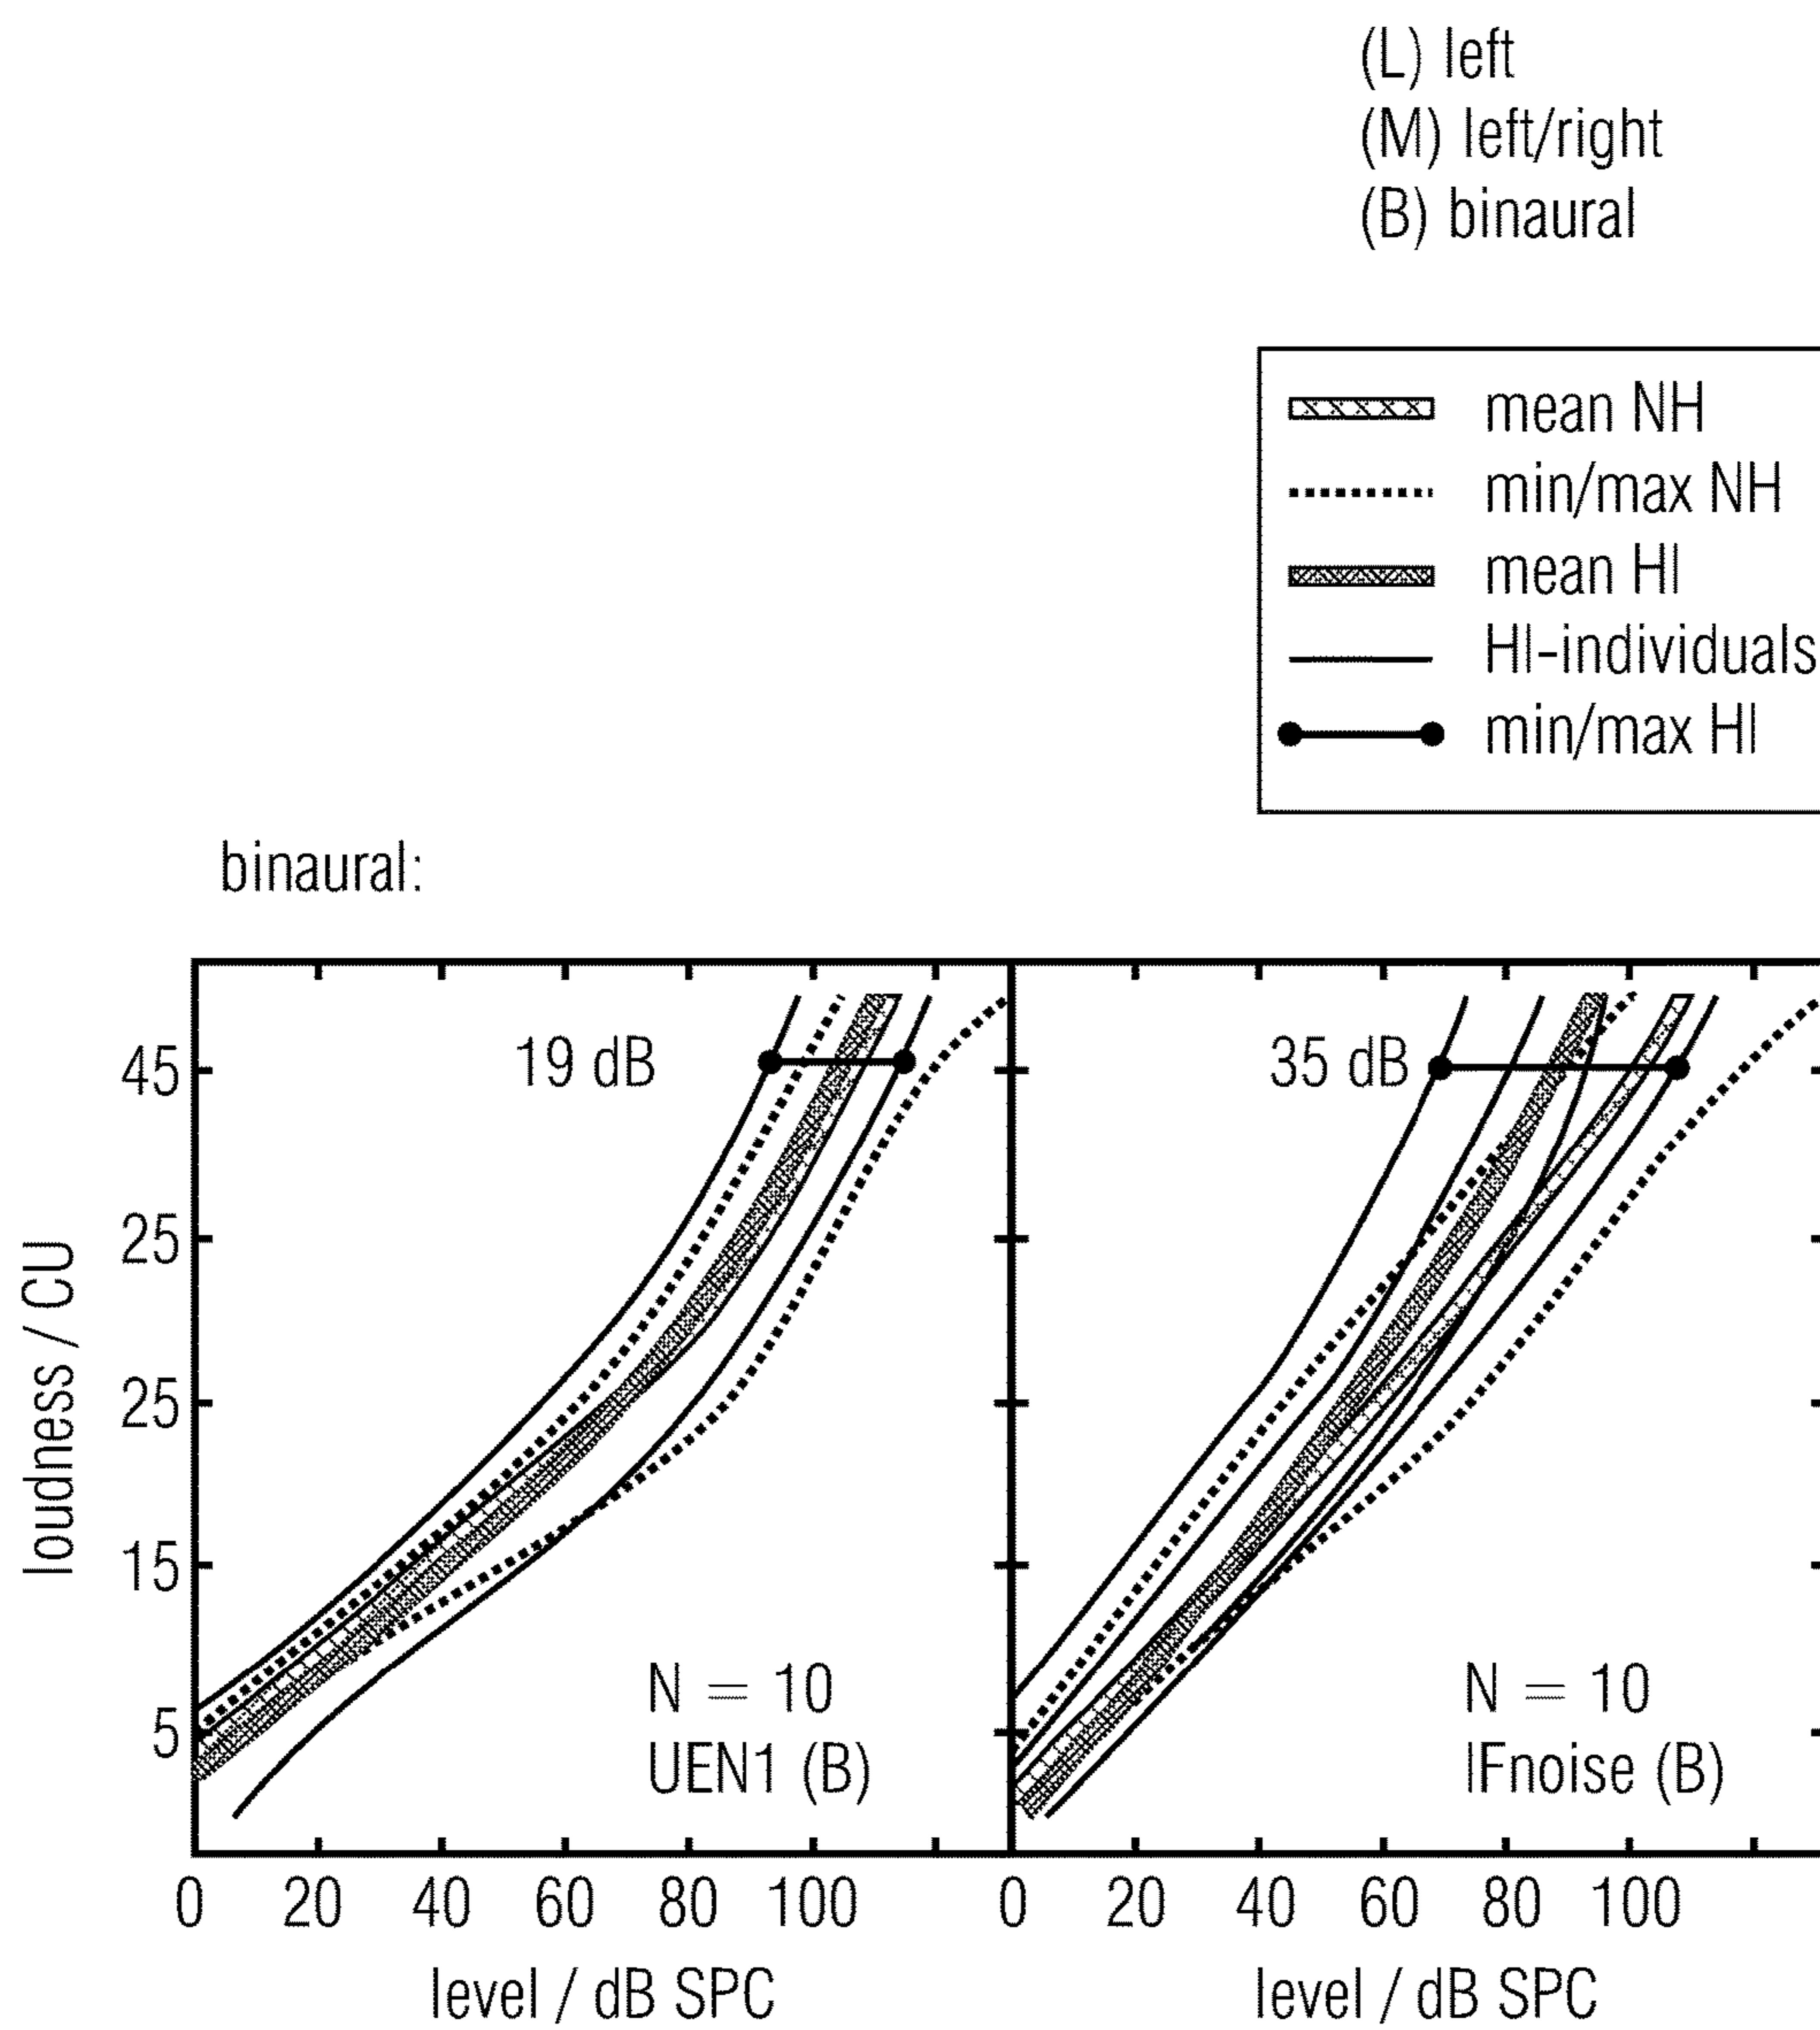 (L) left
(M) left/right
(B) binaural
mean NH
min/max NH
mean HI
HI-individuals
min/max HI
binaural:
loudness / CU
45
25
25
15
5
19 dB
N = 10
UEN1 (B)
35 dB
N = 10
IFnoise (B)
0 20 40 60 80 100
0 20 40 60 80 100
level / dB SPC
level / dB SPC